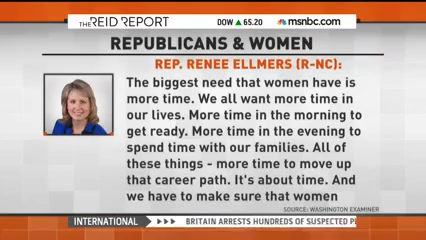 THE REID REPORT
DOW ▲ 65.20
msnbc.com
REPUBLICANS & WOMEN
REP. RENEE ELLMERS (R-NC):
The biggest need that women have is
more time. We all want more time in
our lives. More time in the morning to
get ready. More time in the evening to
spend time with our families. All of
these things - more time to move up
that career path. It's about time. And
we have to make sure that women
SOURCE: WASHINGTON EXAMINER
INTERNATIONAL
BRITAIN ARRESTS HUNDREDS OF SUSPECTED